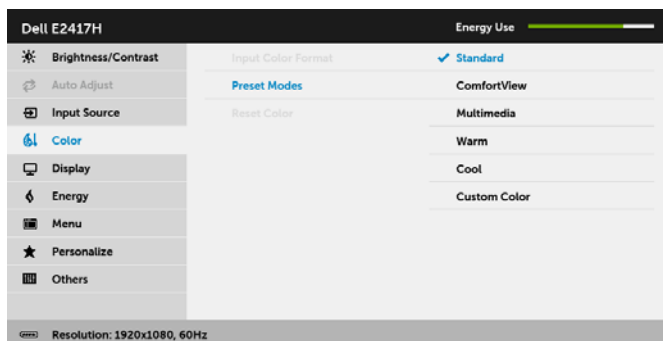 Dell E2417H
Energy Use
Brightness/Contrast
Auto Adjust
Input Source
Color
Display
Energy
Menu
Personalize
Others
Input Color Format
Preset Modes
Reset Color
Standard
ComfortView
Multimedia
Warm
Cool
Custom Color
Resolution: 1920x1080, 60Hz